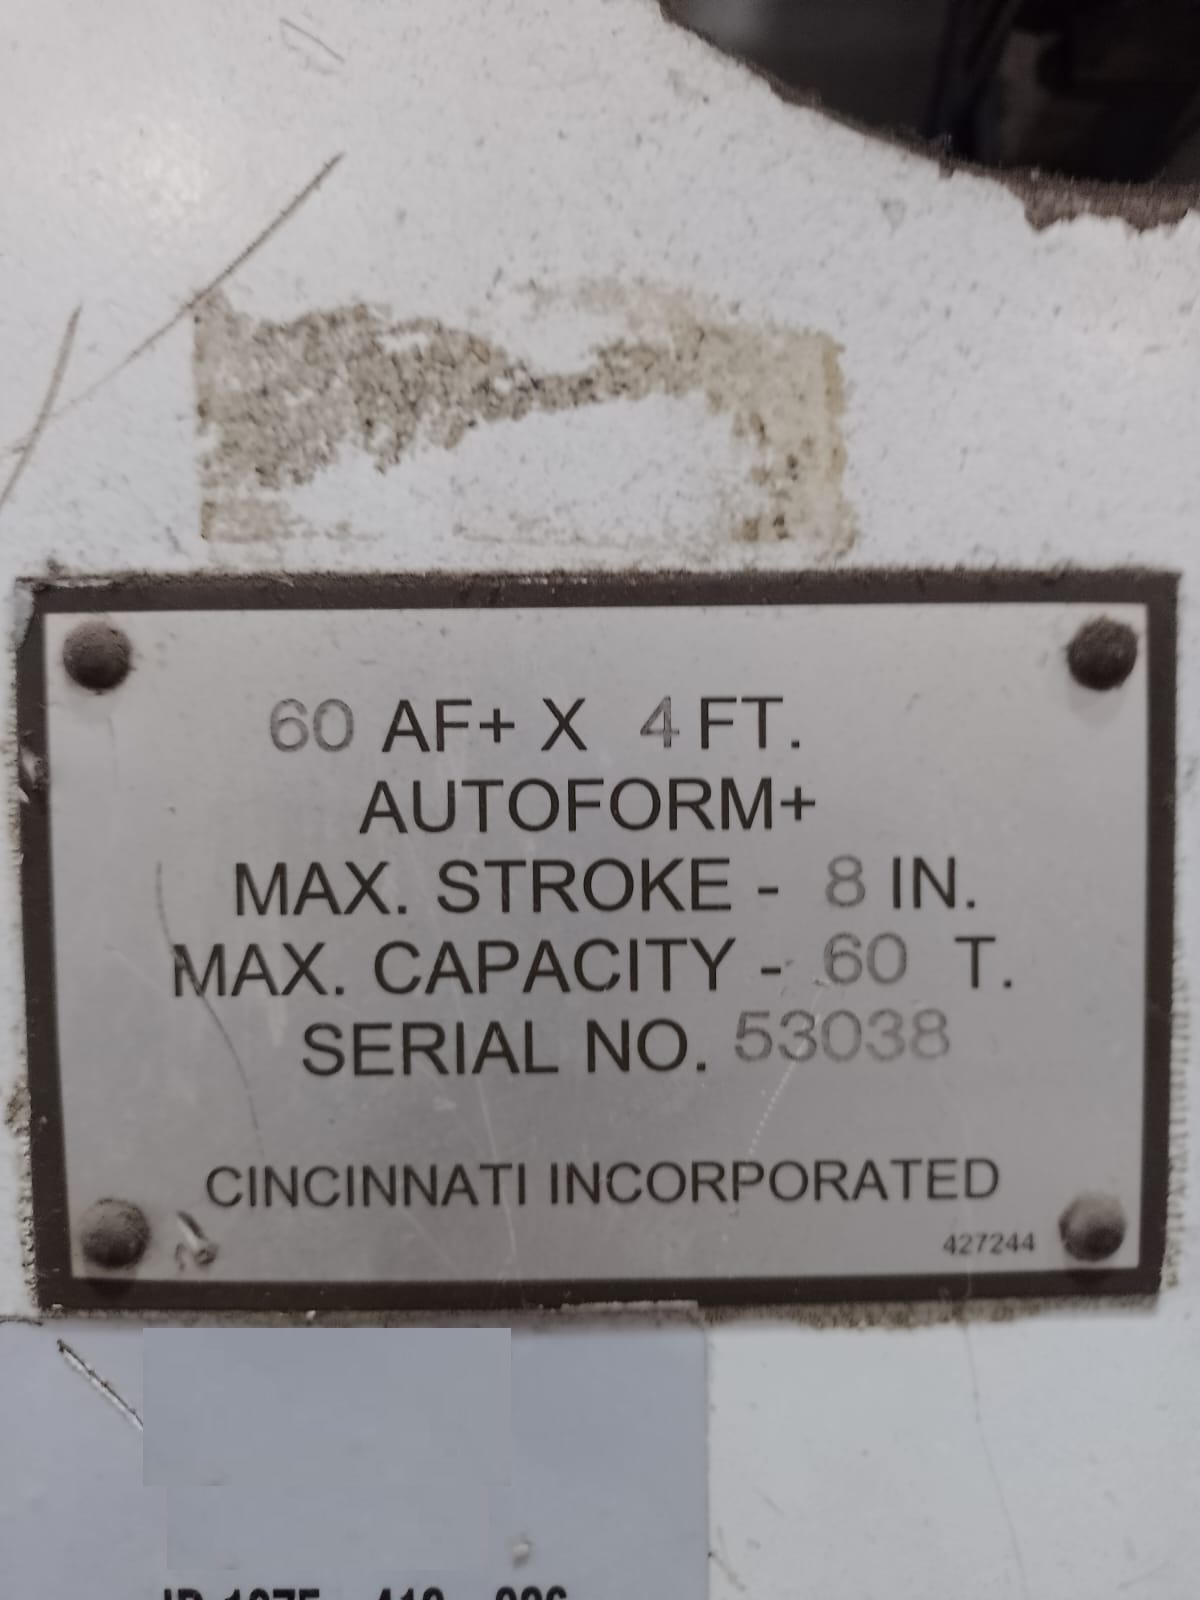 60 AF+ X 4 FT.
AUTOFORM+
MAX. STROKE - 8 IN.
MAX. CAPACITY - 60 T.
SERIAL NO. 53038
CINCINNATI INCORPORATED
427244